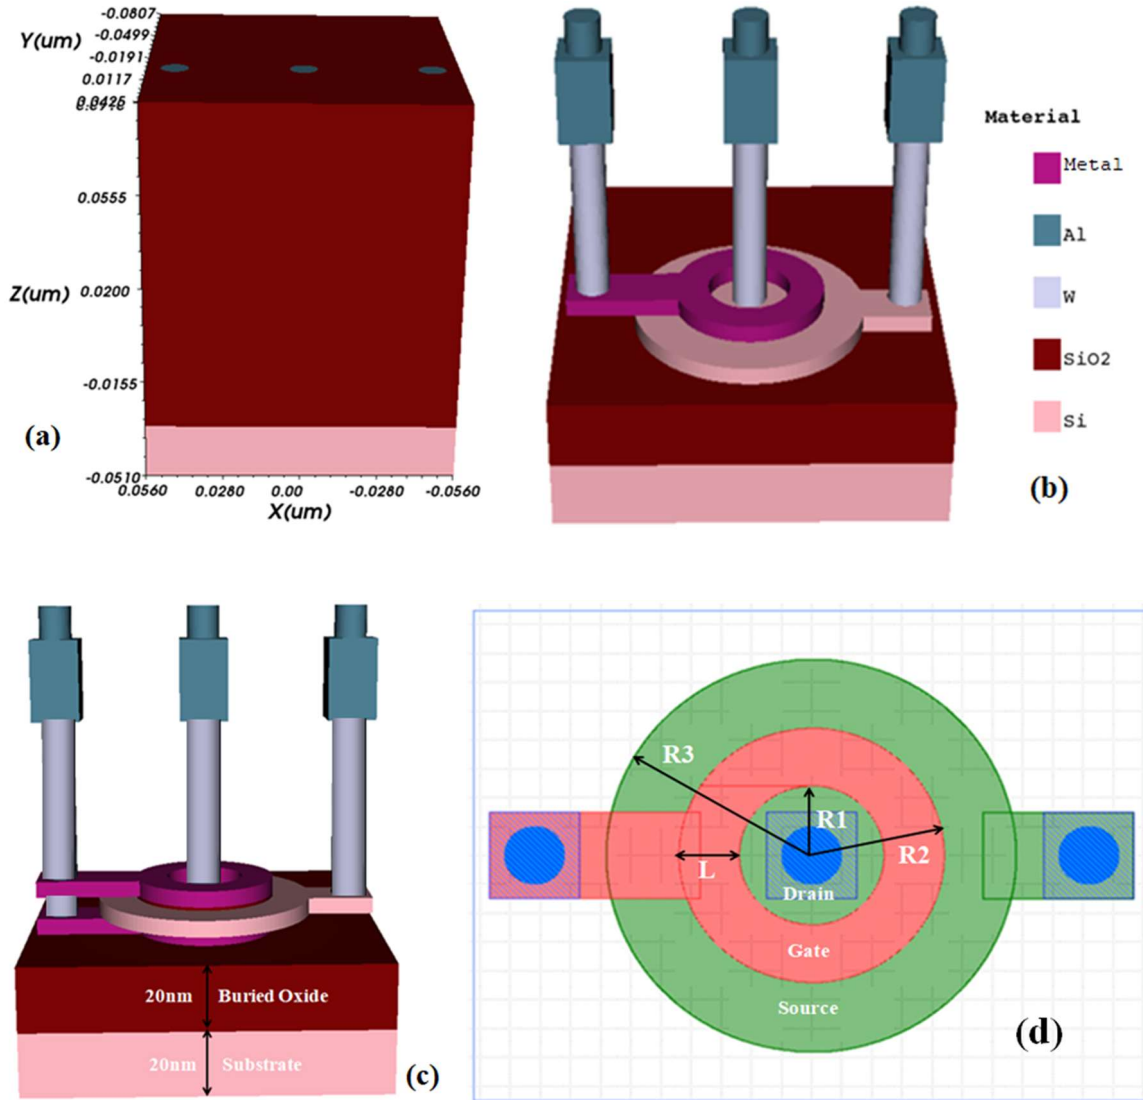 -0.0807
Y(um)
-0.0499
-0.0191
0.0117
0.0425
0.0555
Z(um)
0.0200
-0.0155
(a)
-0.0510
0.0560 0.0280 0.00 -0.0280 -0.0560
X(um)
Material
Metal
Al
W
SiO2
Si
(b)
20nm Buried Oxide
20nm Substrate
(c)
R3
R1
L
R2
Drain
Gate
Source
(d)